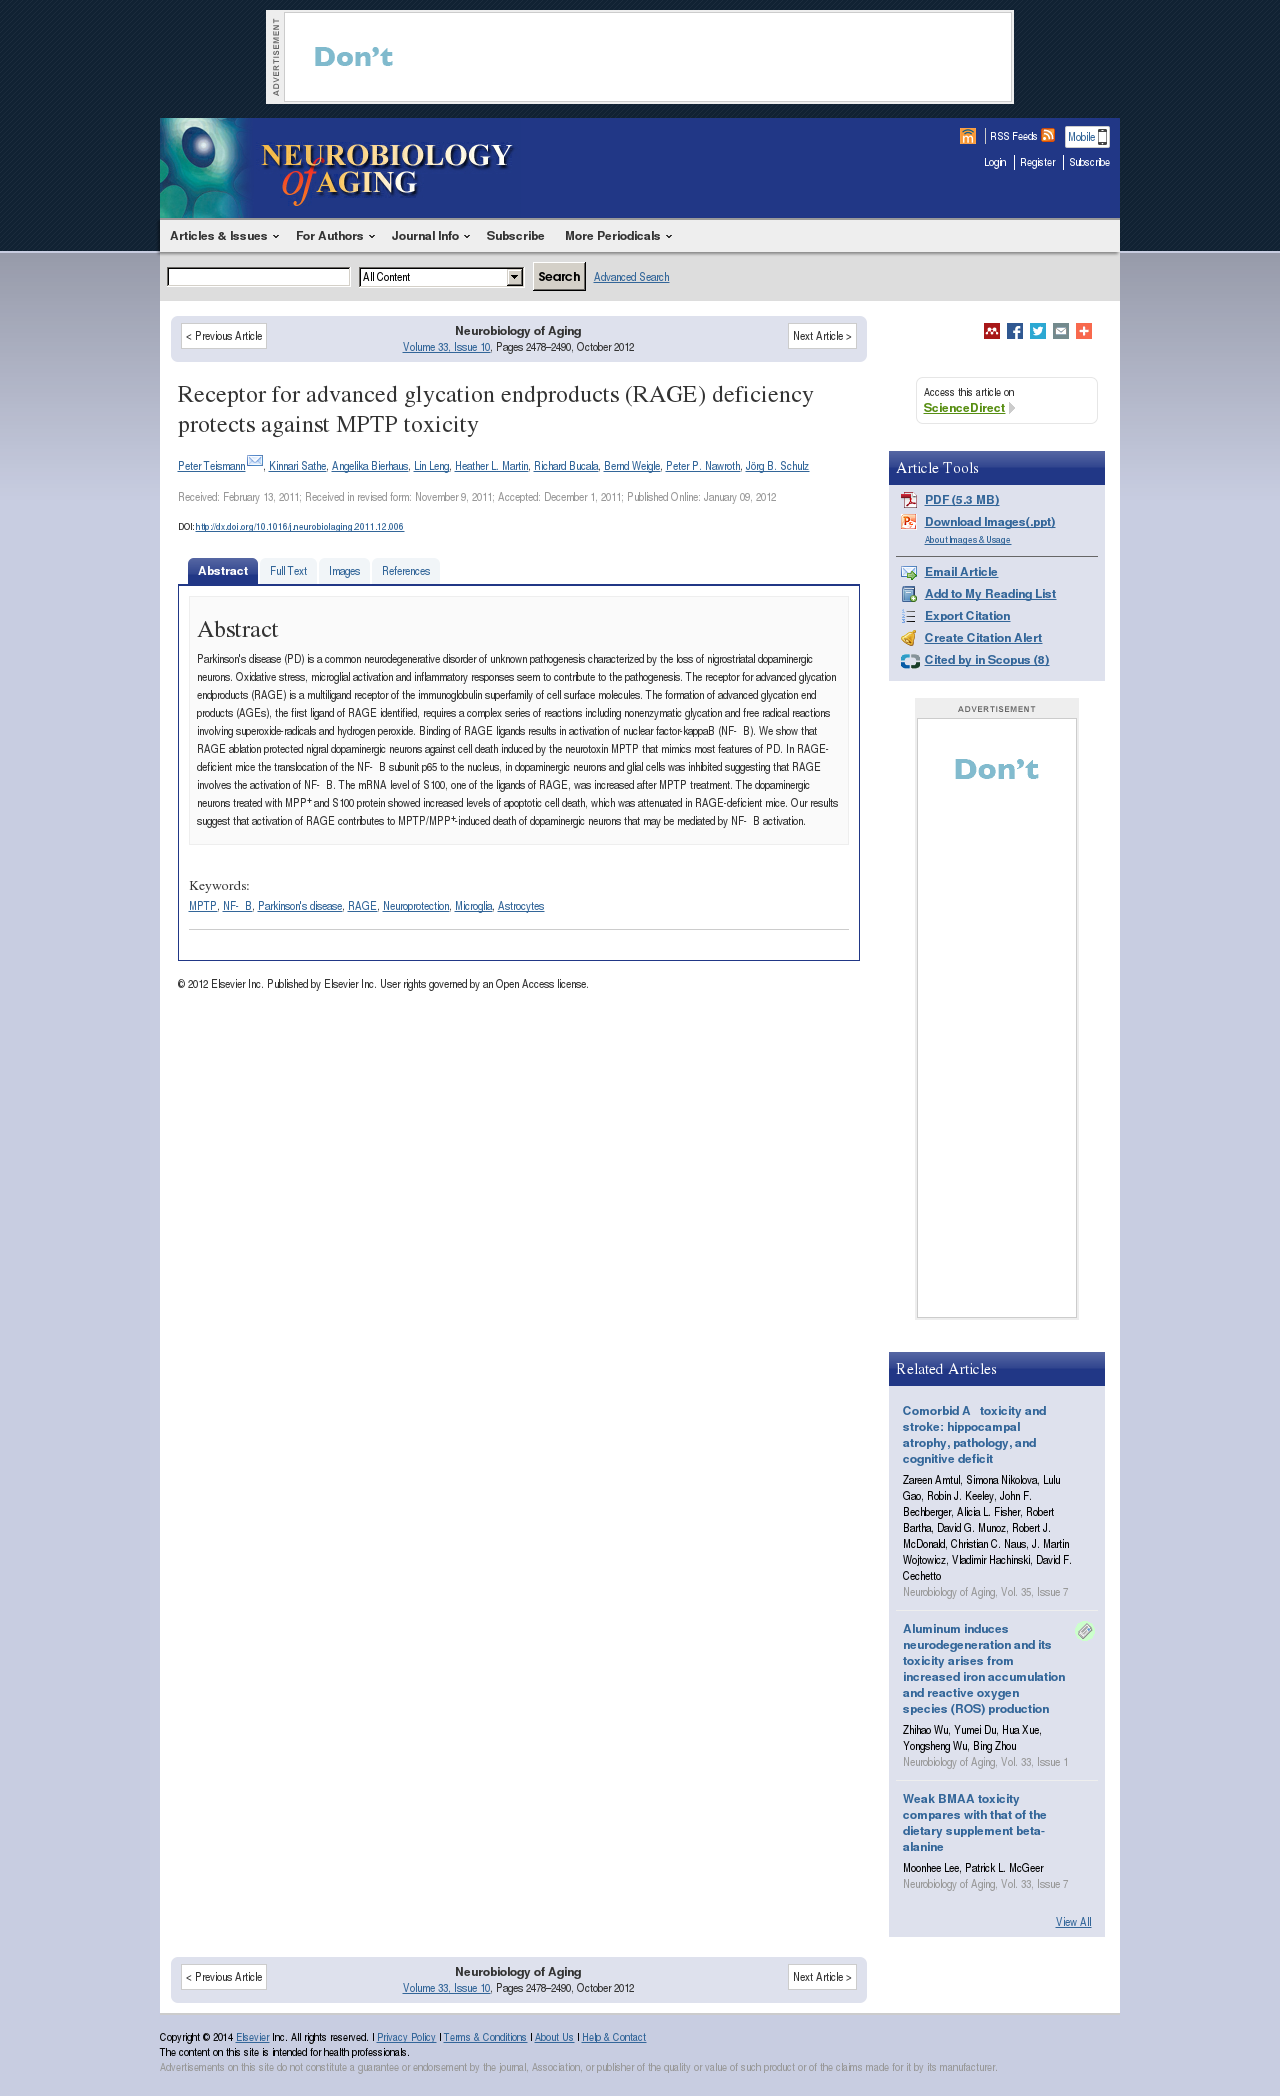 ADVERTISEMENT
Don't
NEUROBIOLOGY
of AGING
RSS Feeds
Mobile
Login
Register
Subscribe
Articles & Issues
For Authors
Journal Info
Subscribe
More Periodicals
All Content
Search
Advanced Search
< Previous Article
Neurobiology of Aging
Volume 33, Issue 10, Pages 2478–2490, October 2012
Next Article >
Receptor for advanced glycation endproducts (RAGE) deficiency
protects against MPTP toxicity
Peter Teismann, Kinnari Sathe, Angelika Bierhaus, Lin Leng, Heather L. Martin, Richard Bucala, Bernd Weigle, Peter P. Nawroth, Jörg B. Schulz
Received: February 13, 2011; Received in revised form: November 9, 2011; Accepted: December 1, 2011; Published Online: January 09, 2012
DOI: http://dx.doi.org/10.1016/j.neurobiolaging.2011.12.006
Abstract
Full Text
Images
References
Abstract
Parkinson's disease (PD) is a common neurodegenerative disorder of unknown pathogenesis characterized by the loss of nigrostriatal dopaminergic
neurons. Oxidative stress, microglial activation and inflammatory responses seem to contribute to the pathogenesis. The receptor for advanced glycation
endproducts (RAGE) is a multiligand receptor of the immunoglobulin superfamily of cell surface molecules. The formation of advanced glycation end
products (AGEs), the first ligand of RAGE identified, requires a complex series of reactions including nonenzymatic glycation and free radical reactions
involving superoxide-radicals and hydrogen peroxide. Binding of RAGE ligands results in activation of nuclear factor-kappaB (NF- B). We show that
RAGE ablation protected nigral dopaminergic neurons against cell death induced by the neurotoxin MPTP that mimics most features of PD. In RAGE-
deficient mice the translocation of the NF- B subunit p65 to the nucleus, in dopaminergic neurons and glial cells was inhibited suggesting that RAGE
involves the activation of NF- B. The mRNA level of S100, one of the ligands of RAGE, was increased after MPTP treatment. The dopaminergic
neurons treated with MPP+ and S100 protein showed increased levels of apoptotic cell death, which was attenuated in RAGE-deficient mice. Our results
suggest that activation of RAGE contributes to MPTP/MPP+-induced death of dopaminergic neurons that may be mediated by NF- B activation.
Keywords:
MPTP, NF- B, Parkinson's disease, RAGE, Neuroprotection, Microglia, Astrocytes
© 2012 Elsevier Inc. Published by Elsevier Inc. User rights governed by an Open Access license.
Access this article on
ScienceDirect
Article Tools
PDF (5.3 MB)
Download Images(.ppt)
About Images & Usage
Email Article
Add to My Reading List
Export Citation
Create Citation Alert
Cited by in Scopus (8)
ADVERTISEMENT
Don't
Related Articles
Comorbid A toxicity and
stroke: hippocampal
atrophy, pathology, and
cognitive deficit
Zareen Amtul, Simona Nikolova, Lulu
Gao, Robin J. Keeley, John F.
Bechberger, Alicia L. Fisher, Robert
Bartha, David G. Munoz, Robert J.
McDonald, Christian C. Naus, J. Martin
Wojtowicz, Vladimir Hachinski, David F.
Cechetto
Neurobiology of Aging, Vol. 35, Issue 7
Aluminum induces
neurodegeneration and its
toxicity arises from
increased iron accumulation
and reactive oxygen
species (ROS) production
Zhihao Wu, Yumei Du, Hua Xue,
Yongsheng Wu, Bing Zhou
Neurobiology of Aging, Vol. 33, Issue 1
Weak BMAA toxicity
compares with that of the
dietary supplement beta-
alanine
Moonhee Lee, Patrick L. McGeer
Neurobiology of Aging, Vol. 33, Issue 7
View All
< Previous Article
Neurobiology of Aging
Volume 33, Issue 10, Pages 2478–2490, October 2012
Next Article >
Copyright © 2014 Elsevier Inc. All rights reserved. | Privacy Policy | Terms & Conditions | About Us | Help & Contact
The content on this site is intended for health professionals.
Advertisements on this site do not constitute a guarantee or endorsement by the journal, Association, or publisher of the quality or value of such product or of the claims made for it by its manufacturer.